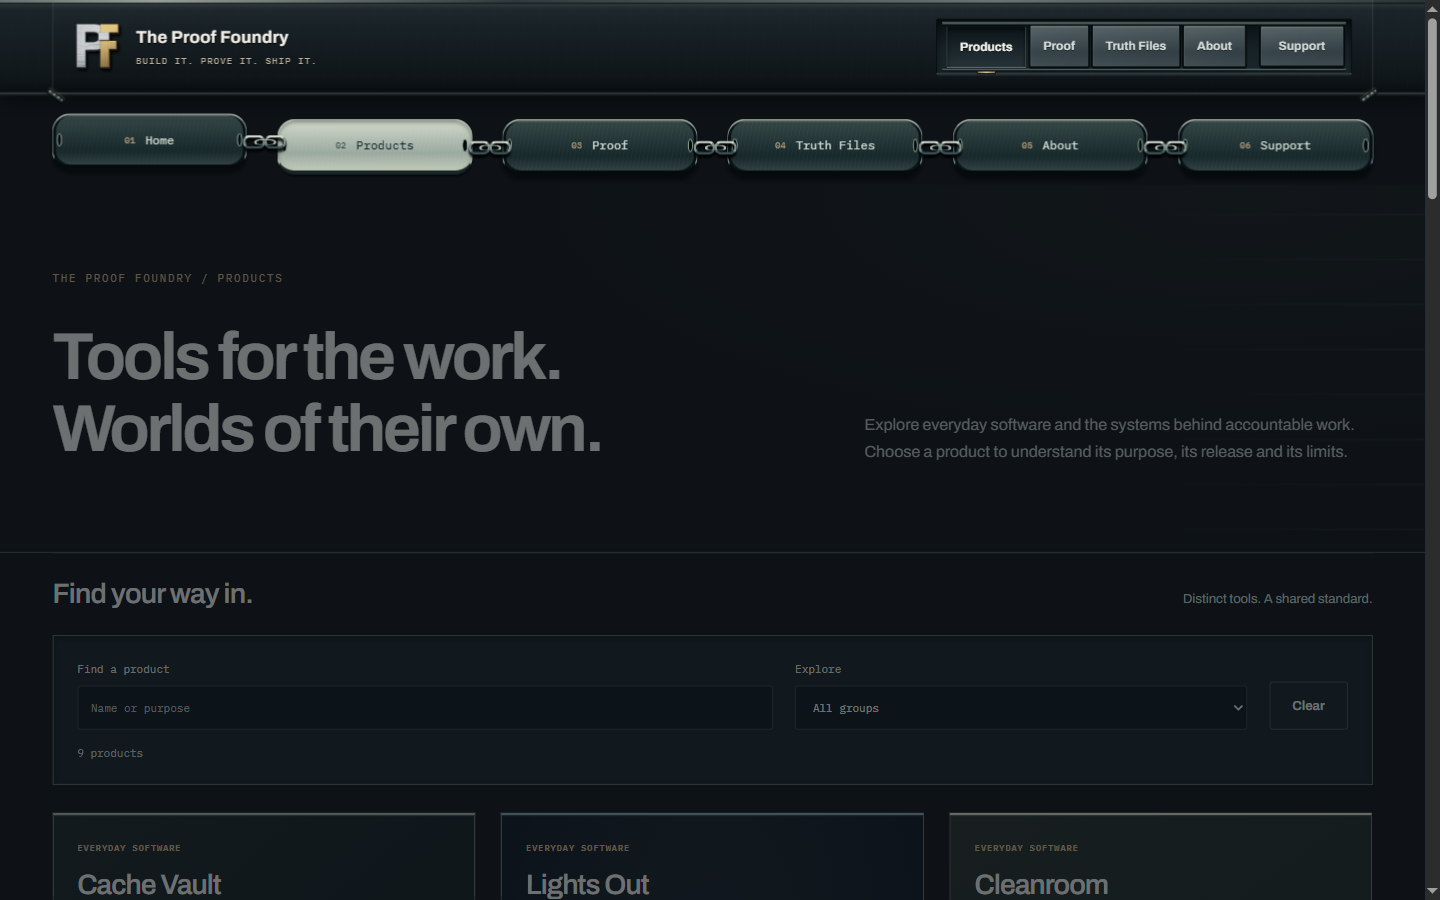 PF
The Proof Foundry
BUILD IT. PROVE IT. SHIP IT.
Products
Proof
Truth Files
About
Support
01 Home
02 Products
03 Proof
04 Truth Files
05 About
06 Support
THE PROOF FOUNDRY / PRODUCTS
Tools for the work.
Worlds of their own.
Explore everyday software and the systems behind accountable work.
Choose a product to understand its purpose, its release and its limits.
Find your way in.
Distinct tools. A shared standard.
Find a product
Explore
Name or purpose
All groups
Clear
9 products
EVERYDAY SOFTWARE
Cache Vault
EVERYDAY SOFTWARE
Lights Out
EVERYDAY SOFTWARE
Cleanroom